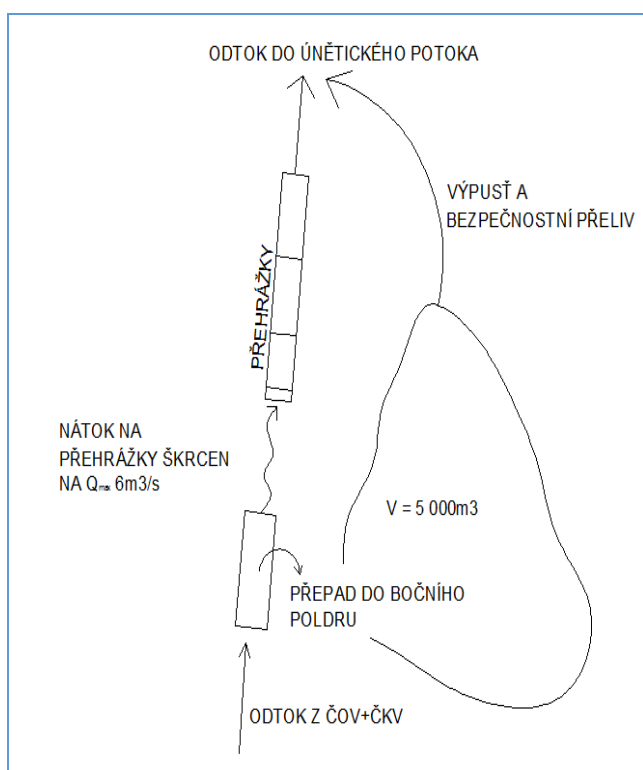 ODTOK DO ÚNĚTICKÉHO POTOKA
VÝPUSŤ A
BEZPEČNOSTNÍ PŘELIV
PŘEHRÁŽKY
NÁTOK NA
PŘEHRÁŽKY ŠKRCEN
NA Qmax 6m3/s
V = 5 000m3
PŘEPAD DO BOČNÍHO
POLDRU
ODTOK Z ČOV+ČKV